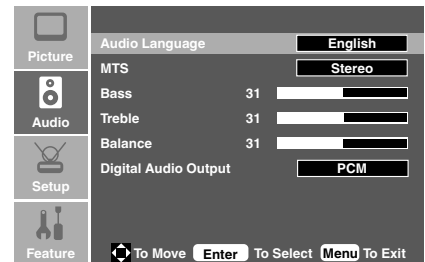 Picture
Audio
Setup
Feature
Audio Language English
MTS Stereo
Bass 31
Treble 31
Balance 31
Digital Audio Output PCM
To Move Enter To Select Menu To Exit